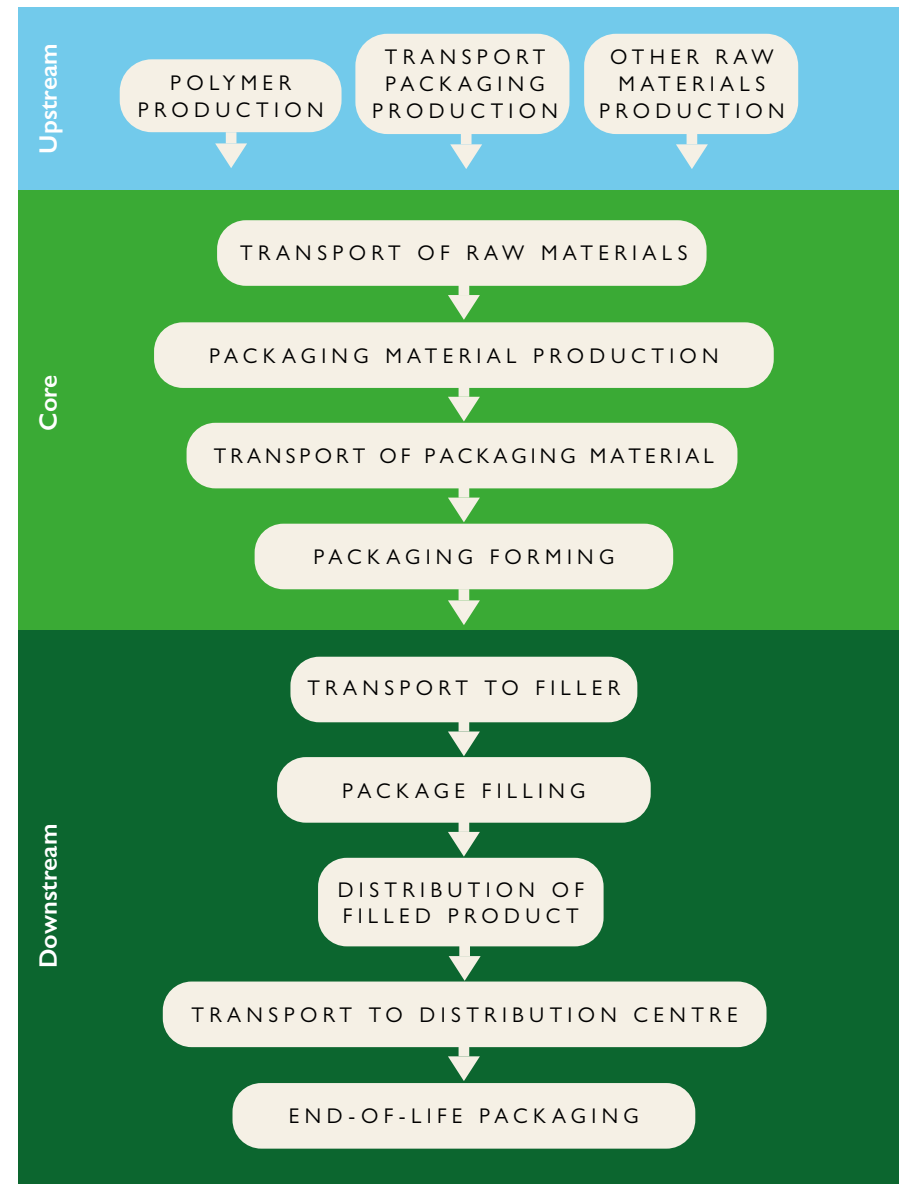 Upstream
POLYMER
PRODUCTION
TRANSPORT
PACKAGING
PRODUCTION
OTHER RAW
MATERIALS
PRODUCTION
Core
TRANSPORT OF RAW MATERIALS
PACKAGING MATERIAL PRODUCTION
TRANSPORT OF PACKAGING MATERIAL
PACKAGING FORMING
Downstream
TRANSPORT TO FILLER
PACKAGE FILLING
DISTRIBUTION OF
FILLED PRODUCT
TRANSPORT TO DISTRIBUTION CENTRE
END-OF-LIFE PACKAGING